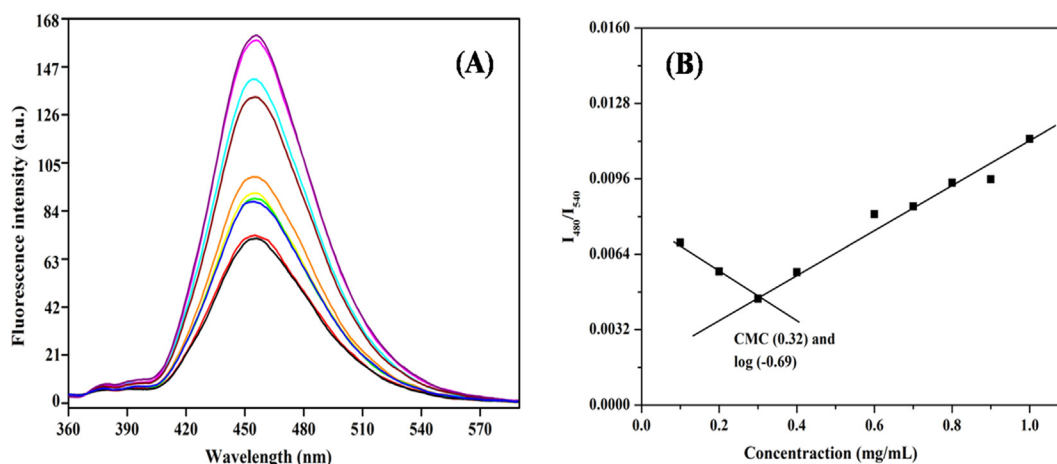 (A)
Fluorescence intensity (a.u.)
168
147
126
105
84
63
42
21
0
360 390 420 450 480 510 540 570
Wavelength (nm)
(B)
I480/I540
0.0160
0.0128
0.0096
0.0064
0.0032
0.0000
CMC (0.32) and
log (-0.69)
0.0 0.2 0.4 0.6 0.8 1.0
Concentraction (mg/mL)